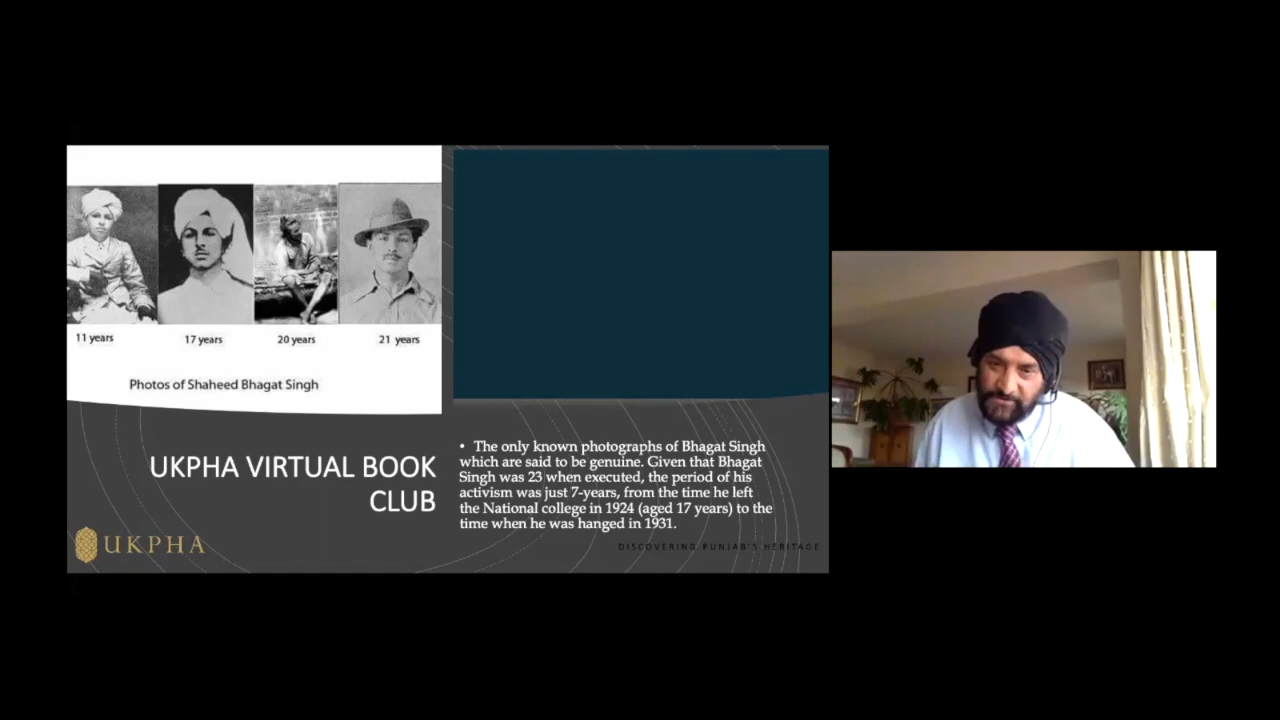 11 years
17 years
20 years
21 years
Photos of Shaheed Bhagat Singh
UKPHA VIRTUAL BOOK
CLUB
UKPHA
• The only known photographs of Bhagat Singh
which are said to be genuine. Given that Bhagat
Singh was 23 when executed, the period of his
activism was just 7-years, from the time he left
the National college in 1924 (aged 17 years) to the
time when he was hanged in 1931.
DISCOVERING PUNJAB'S HERITAGE